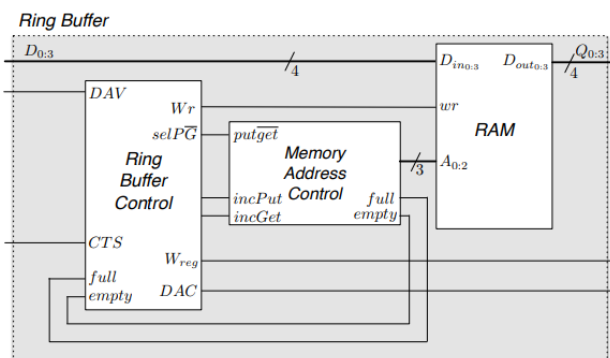 Ring Buffer
D0:3
4
Din0:3
Dout0:3
Q0:3
4
DAV
Wr
wr
RAM
selPG̅
putg̅e̅t̅
Memory
Address
Control
Ring
Buffer
Control
3
A0:2
incPut
incGet
full
empty
CTS
Wreg
full
empty
DAC